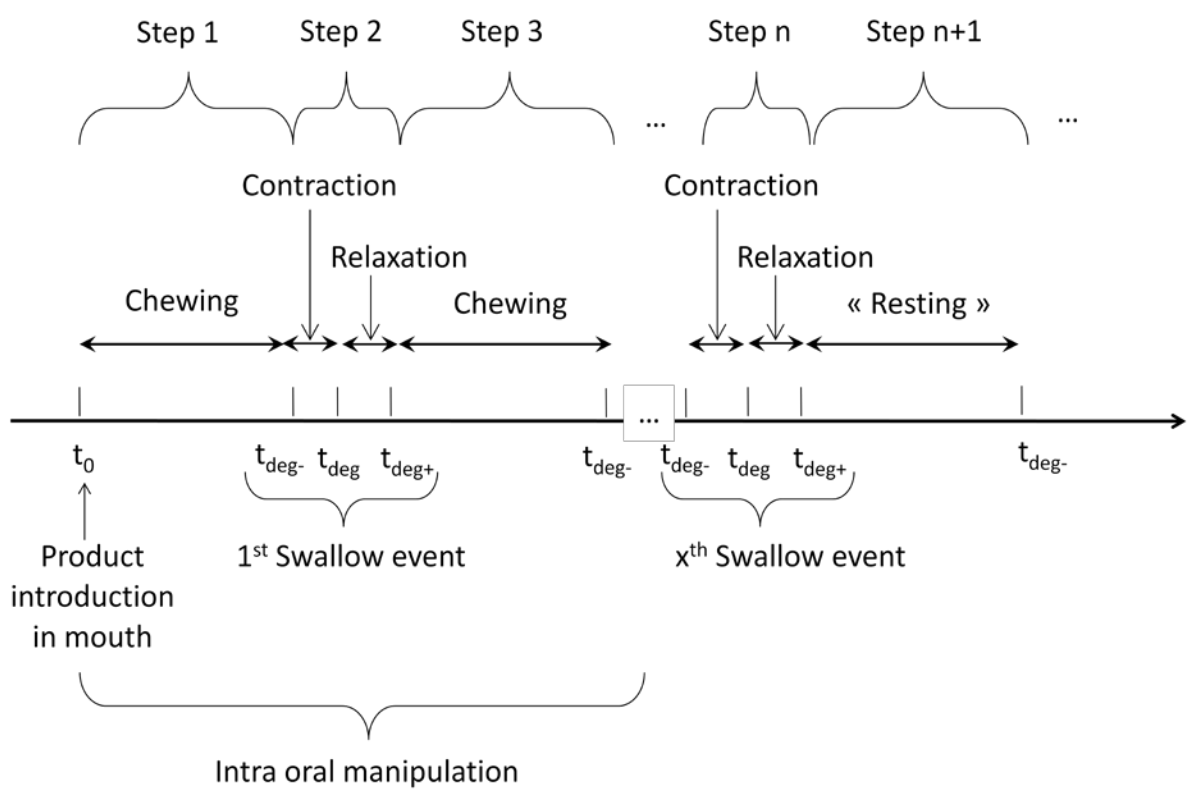 Step 1 Step 2 Step 3 Step n Step n+1
... ...
Contraction Contraction
Relaxation Relaxation
Chewing Chewing « Resting »
...
t0 tdeg- tdeg tdeg+ tdeg- tdeg- tdeg tdeg+ tdeg-
Product
introduction
in mouth
1st Swallow event xth Swallow event
Intra oral manipulation